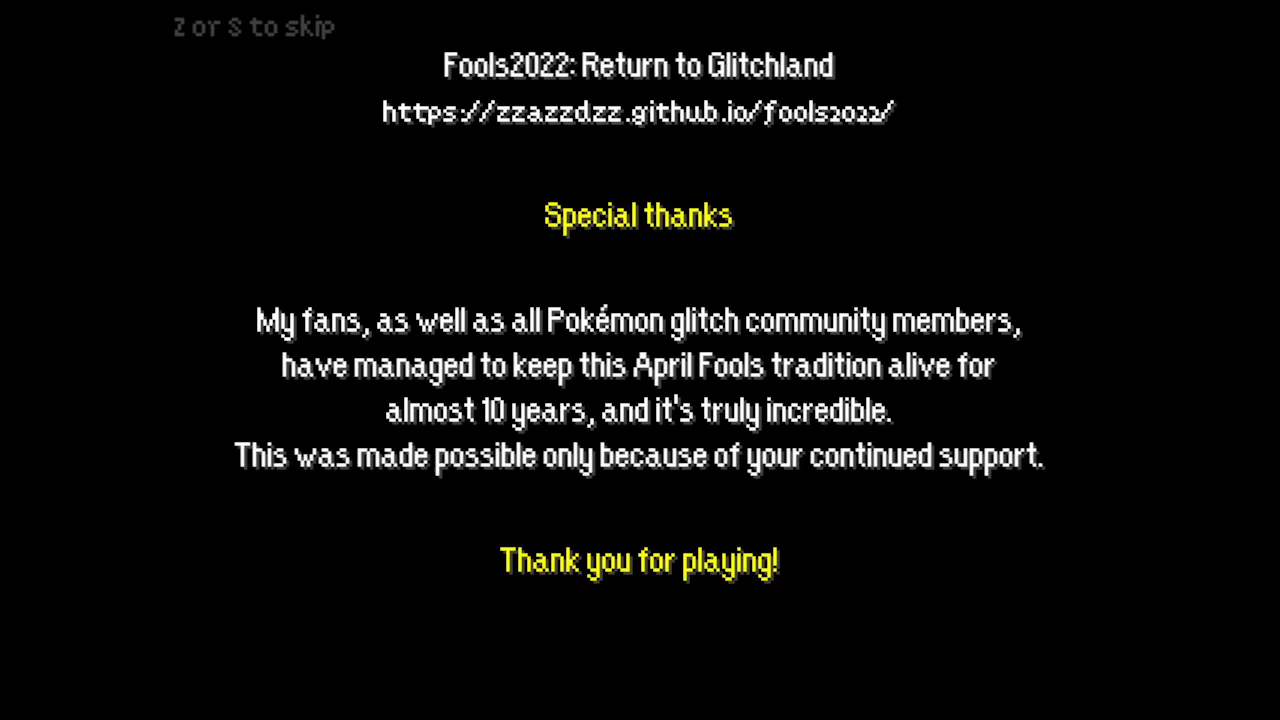 Z or S to skip
Fools2022: Return to Glitchland
https://zzazzdzz.github.io/fools2022/
Special thanks
My fans, as well as all Pokémon glitch community members,
have managed to keep this April Fools tradition alive for
almost 10 years, and it's truly incredible.
This was made possible only because of your continued support.
Thank you for playing!